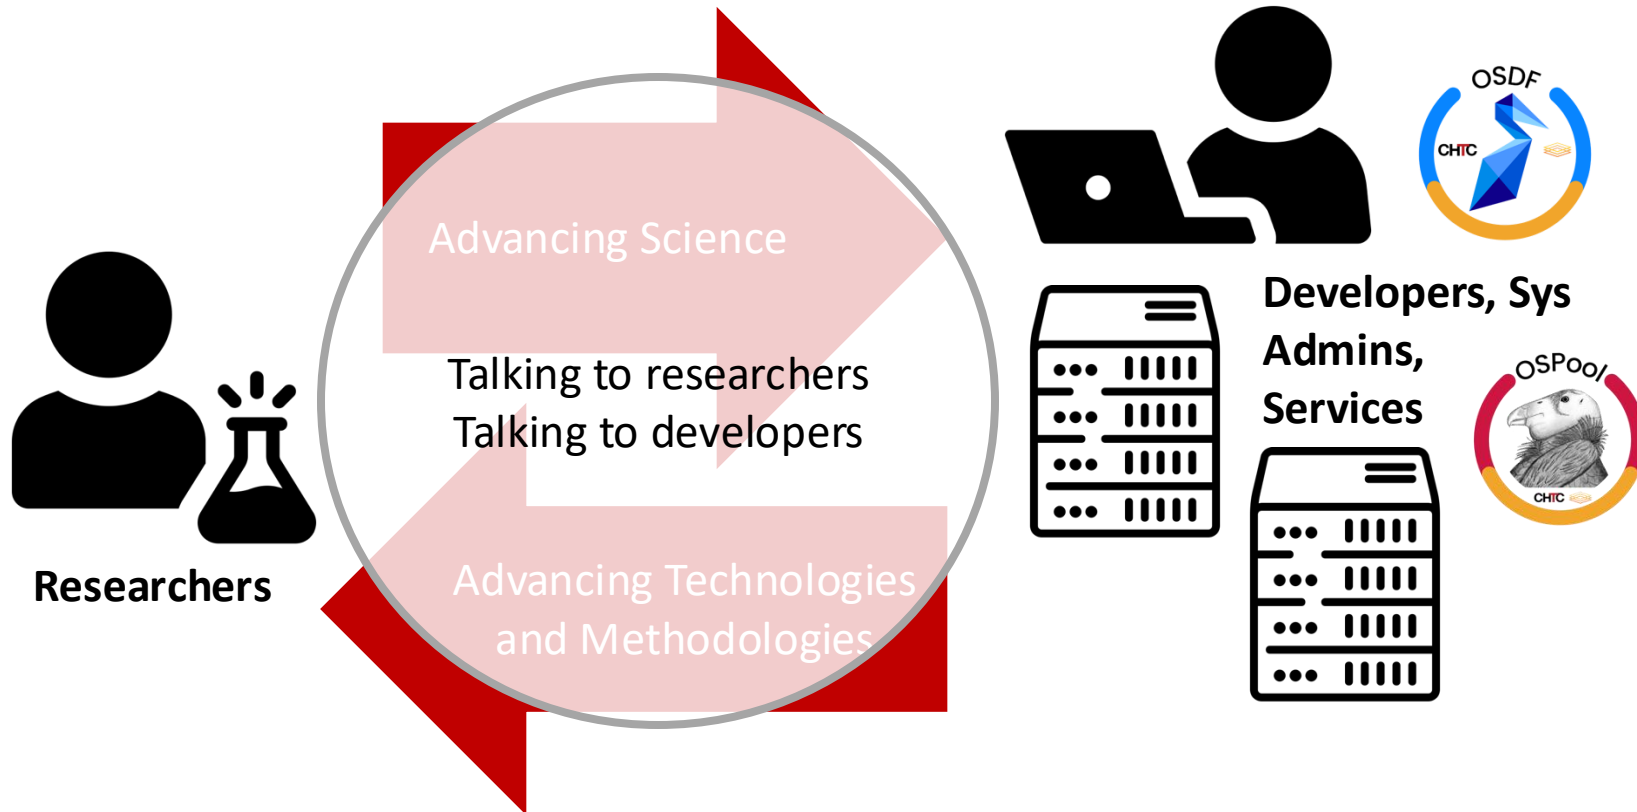 OSDF
CHTC
Advancing Science
Developers, Sys
Admins,
Services
Talking to researchers
Talking to developers
OSPool
CHTC
Researchers
Advancing Technologies
and Methodologies